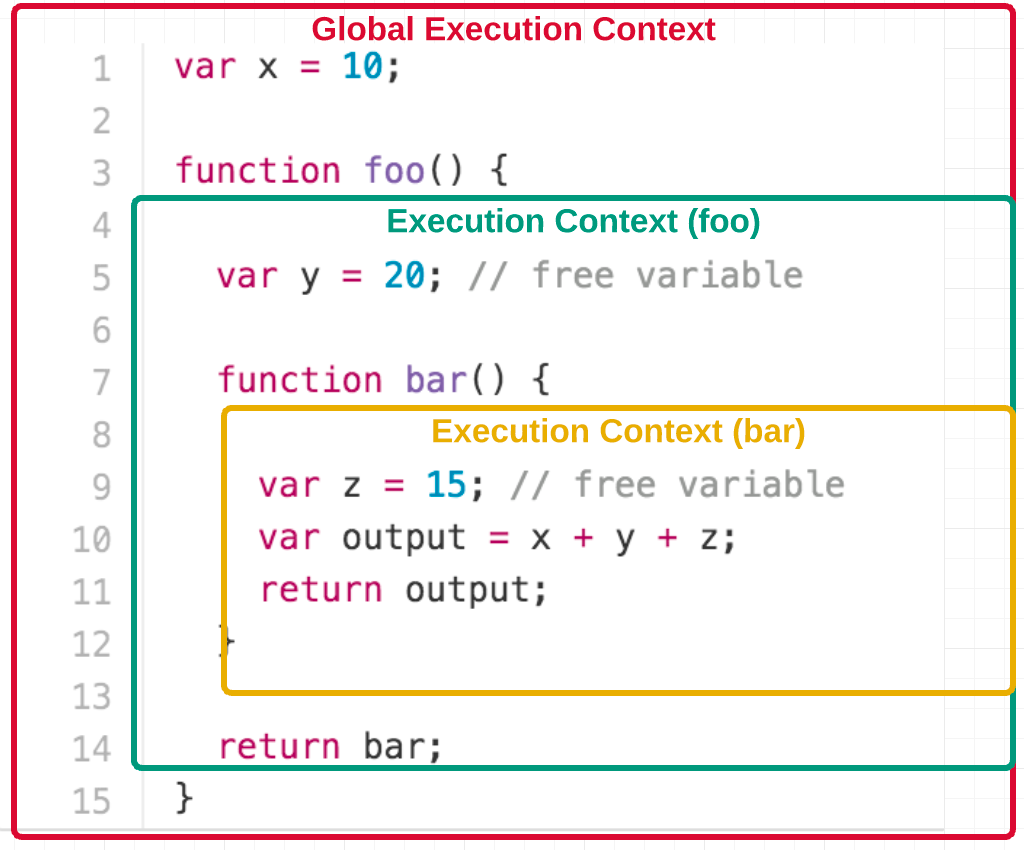 Global Execution Context
1 var x = 10;
2
3 function foo() {
4 Execution Context (foo)
5 var y = 20; // free variable
6
7 function bar() {
8 Execution Context (bar)
9 var z = 15; // free variable
10 var output = x + y + z;
11 return output;
12 }
13
14 return bar;
15 }